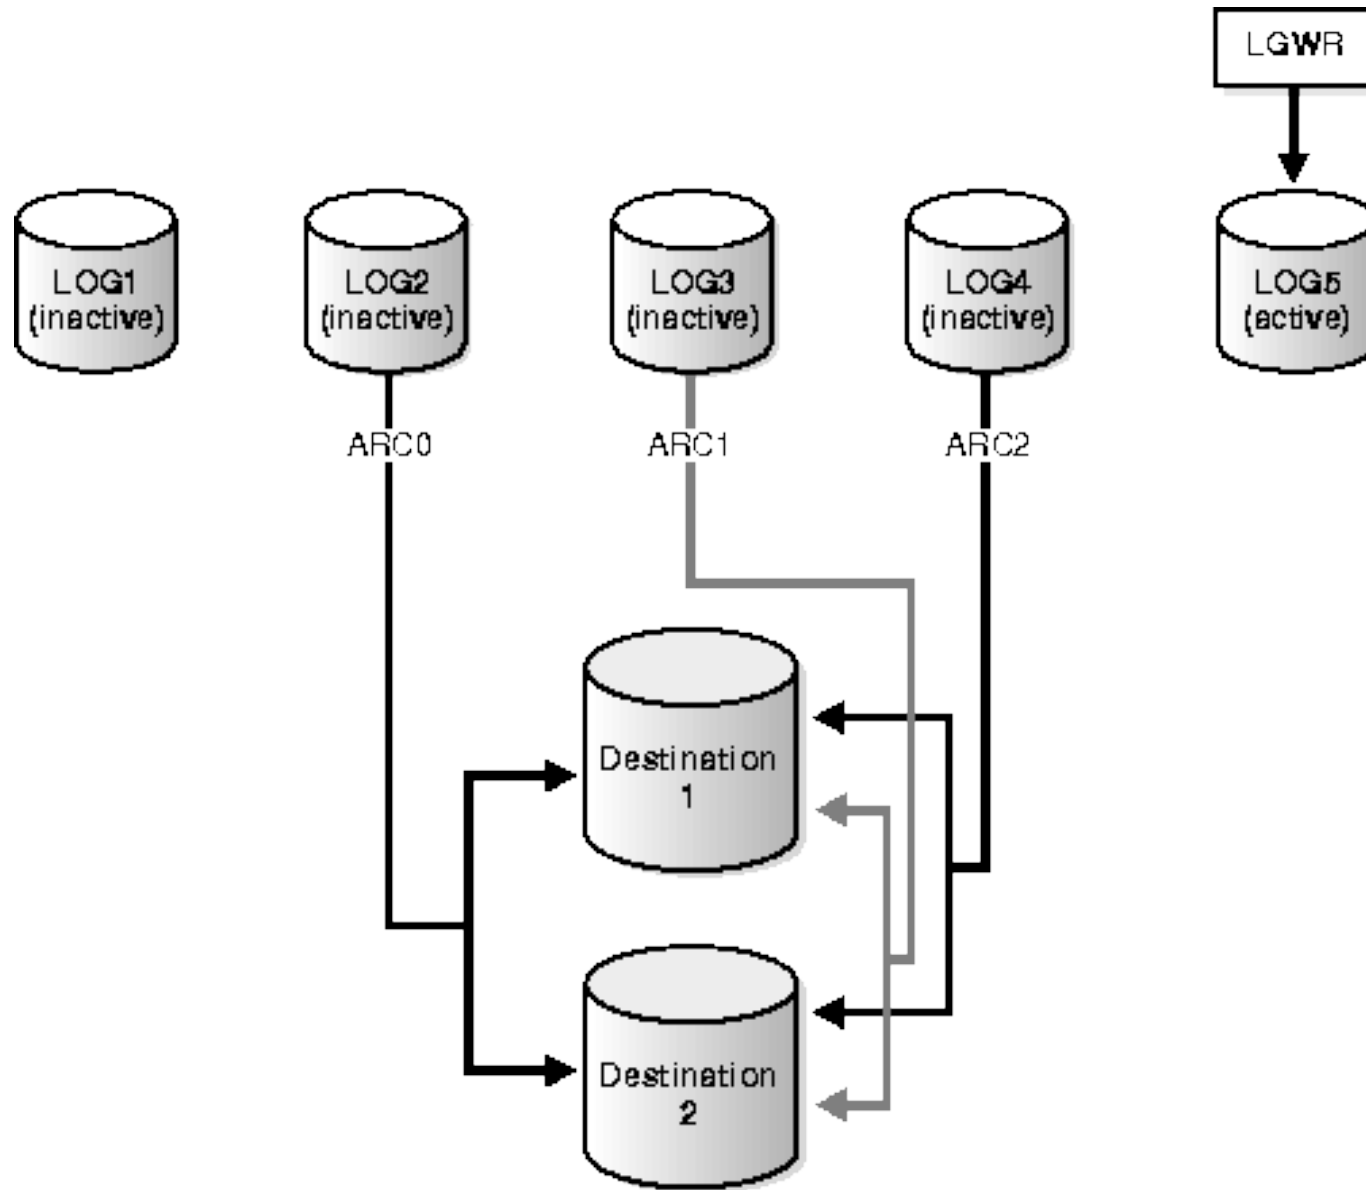 LGWR
LOG1
(inactive)
LOG2
(inactive)
LOG3
(inactive)
LOG4
(inactive)
LOG5
(active)
ARC0
ARC1
ARC2
Destination
1
Destination
2